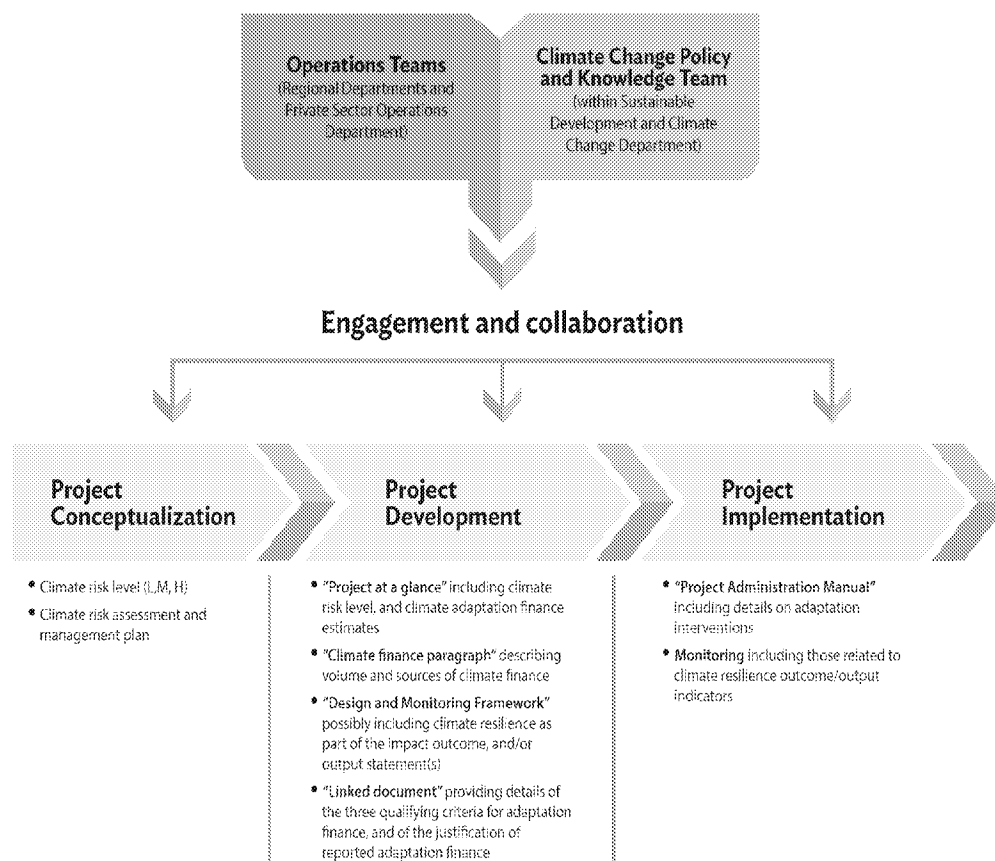 Operations Teams
(Regional Departments and
Private Sector Operations
Department)
Climate Change Policy
and Knowledge Team
(within Sustainable
Development and Climate
Change Department)
Engagement and collaboration
Project
Conceptualization
• Climate risk level (L,M, H)
• Climate risk assessment and
management plan
Project
Development
• "Project at a glance" including climate
risk level, and climate adaptation finance
estimates
• "Climate finance paragraph" describing
volume and sources of climate finance
• "Design and Monitoring Framework"
possibly including climate resilience as
part of the impact outcome, and/or
output statement(s)
• "Linked document" providing details of
the three qualifying criteria for adaptation
finance, and of the justification of
reported adaptation finance
Project
Implementation
• "Project Administration Manual"
including details on adaptation
interventions
• Monitoring including those related to
climate resilience outcome/output
indicators